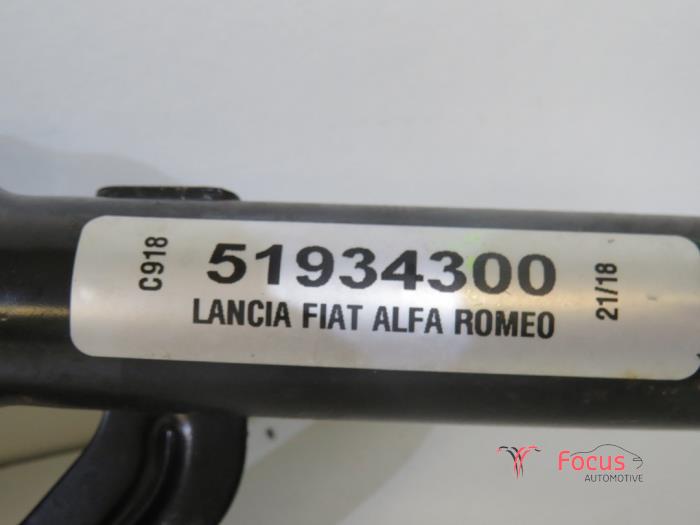 C918
51934300
LANCIA FIAT ALFA ROMEO
21/18
Focus
AUTOMOTIVE